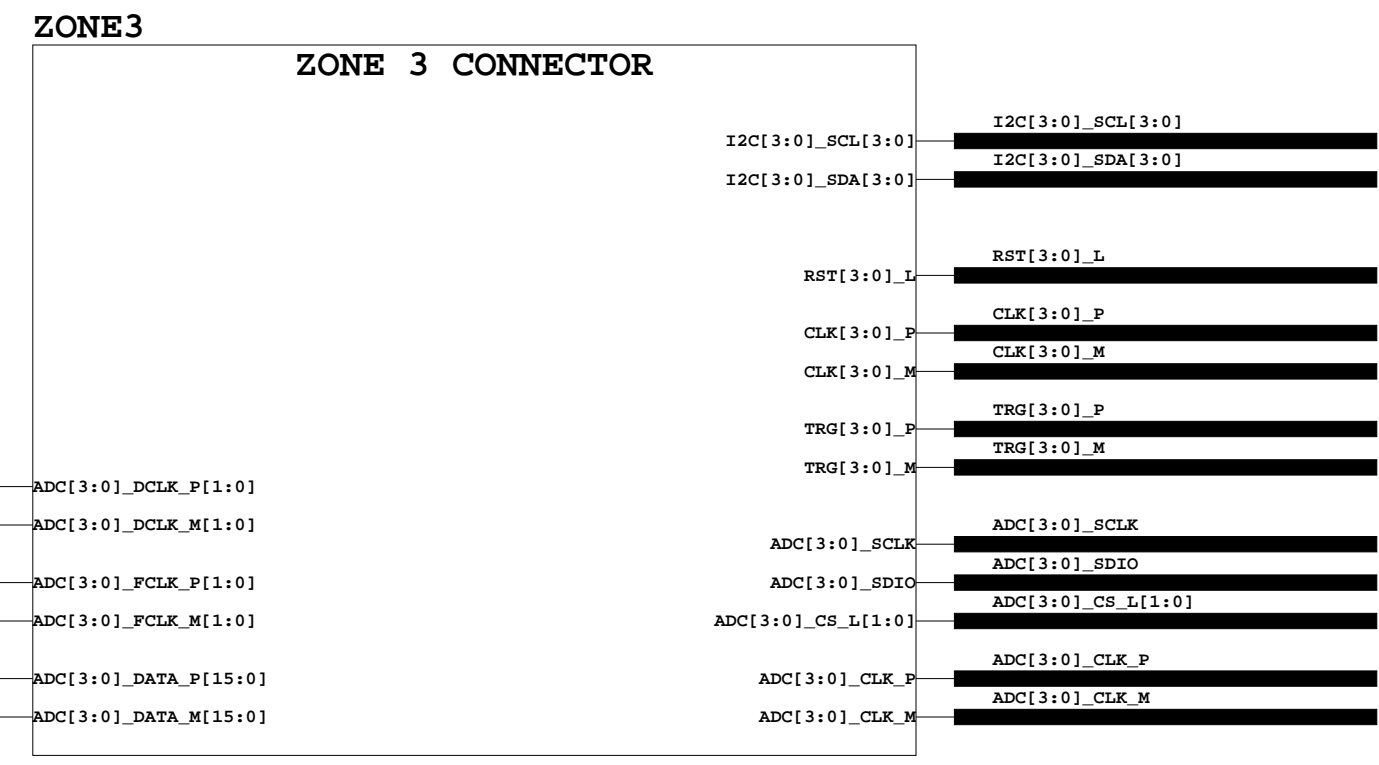 ZONE3
ZONE 3 CONNECTOR
I2C[3:0]_SCL[3:0]
I2C[3:0]_SCL[3:0]
I2C[3:0]_SDA[3:0]
I2C[3:0]_SDA[3:0]
RST[3:0]_L
RST[3:0]_L
CLK[3:0]_P
CLK[3:0]_P
CLK[3:0]_M
CLK[3:0]_M
TRG[3:0]_P
TRG[3:0]_P
TRG[3:0]_M
TRG[3:0]_M
ADC[3:0]_DCLK_P[1:0]
ADC[3:0]_DCLK_M[1:0]
ADC[3:0]_SCLK
ADC[3:0]_SCLK
ADC[3:0]_SDIO
ADC[3:0]_FCLK_P[1:0]
ADC[3:0]_SDIO
ADC[3:0]_CS_L[1:0]
ADC[3:0]_FCLK_M[1:0]
ADC[3:0]_CS_L[1:0]
ADC[3:0]_CLK_P
ADC[3:0]_DATA_P[15:0]
ADC[3:0]_CLK_P
ADC[3:0]_CLK_M
ADC[3:0]_DATA_M[15:0]
ADC[3:0]_CLK_M